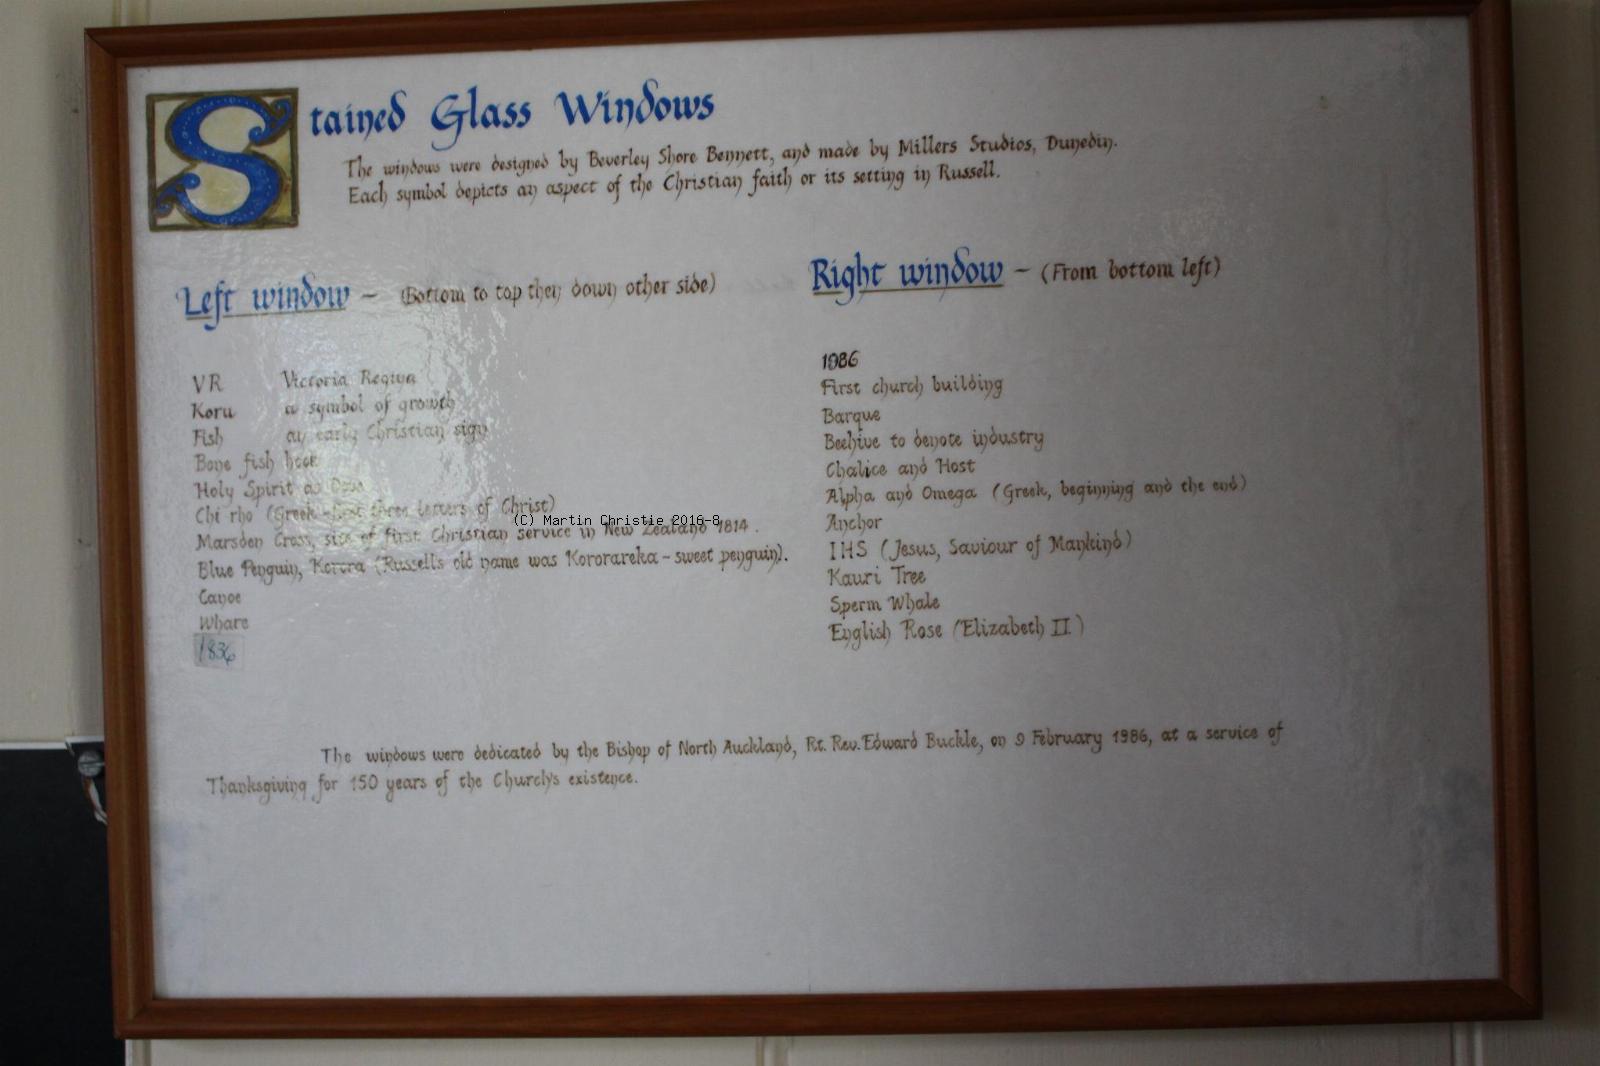 Stained Glass Windows
The windows were designed by Beverley Shore Bennett, and made by Millers Studios, Dunedin.
Each symbol depicts an aspect of the Christian faith or its setting in Russell.
Left window – (Bottom to top then down other side)
VR Victoria Regina
Koru a symbol of growth
Fish an early Christian sign
Bone fish hook
Holy Spirit as Dove
Chi rho (Greek – first three letters of Christ)
Marsden Cross, site of first Christian service in New Zealand 1814.
Blue Penguin, Korora (Russells old name was Kororareka – sweet penguin).
Canoe
Whare
1836
Right window – (From bottom left)
1986
First church building
Barque
Beehive to denote industry
Chalice and Host
Alpha and Omega (Greek, beginning and the end)
Anchor
IHS (Jesus, Saviour of Mankind)
Kauri Tree
Sperm Whale
English Rose (Elizabeth II)
The windows were dedicated by the Bishop of North Auckland, Rt. Rev. Edward Buckle, on 9 February 1986, at a service of
Thanksgiving for 150 years of the Church's existence.
(C) Martin Christie 2016-8